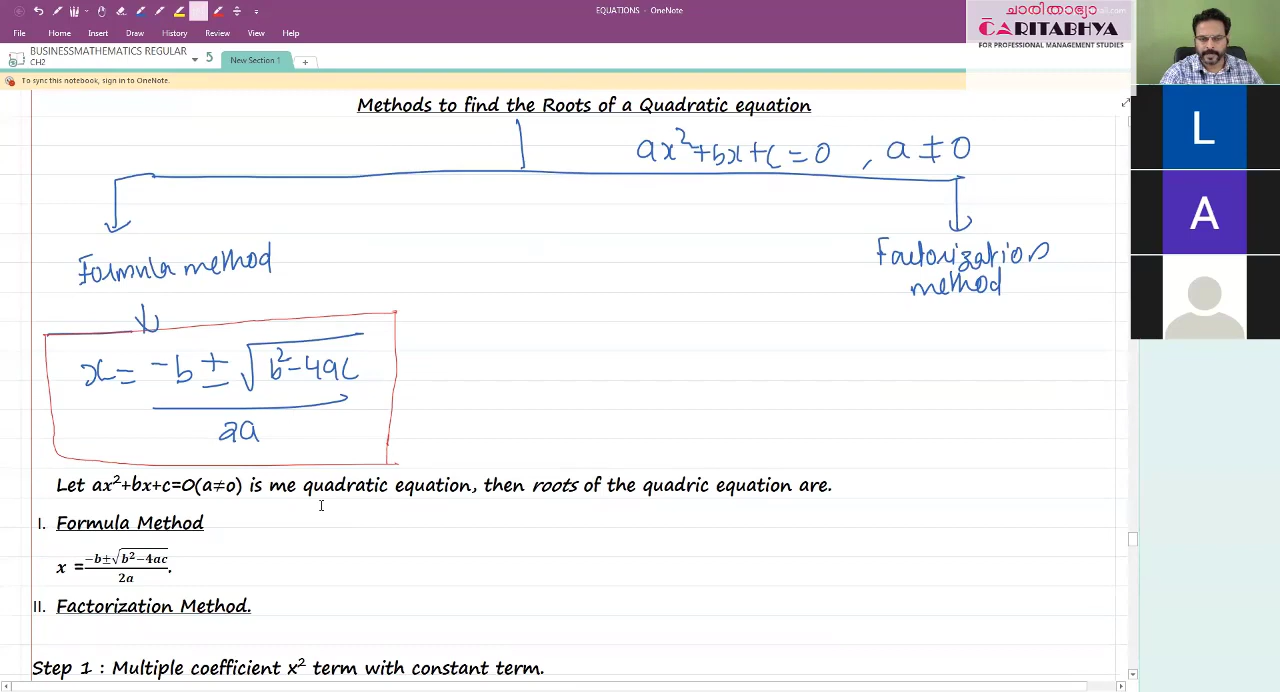 EQUATIONS - OneNote
ചാരിതാഭ്യാ
CARITABHYA
FOR PROFESSIONAL MANAGEMENT STUDIES
File Home Insert Draw History Review View Help
BUSINESSMATHEMATICS REGULAR
CH2
New Section 1
To sync this notebook, sign in to OneNote.
Methods to find the Roots of a Quadratic equation
ax²+bx+c=0, a≠0
Formula method
Factorization
method
x = -b ± √b²-4ac
2a
Let ax²+bx+c=0(a≠0) is me quadratic equation, then roots of the quadric equation are.
I. Formula Method
x = -b±√b²-4ac / 2a.
II. Factorization Method.
Step 1 : Multiple coefficient x² term with constant term.
L
A